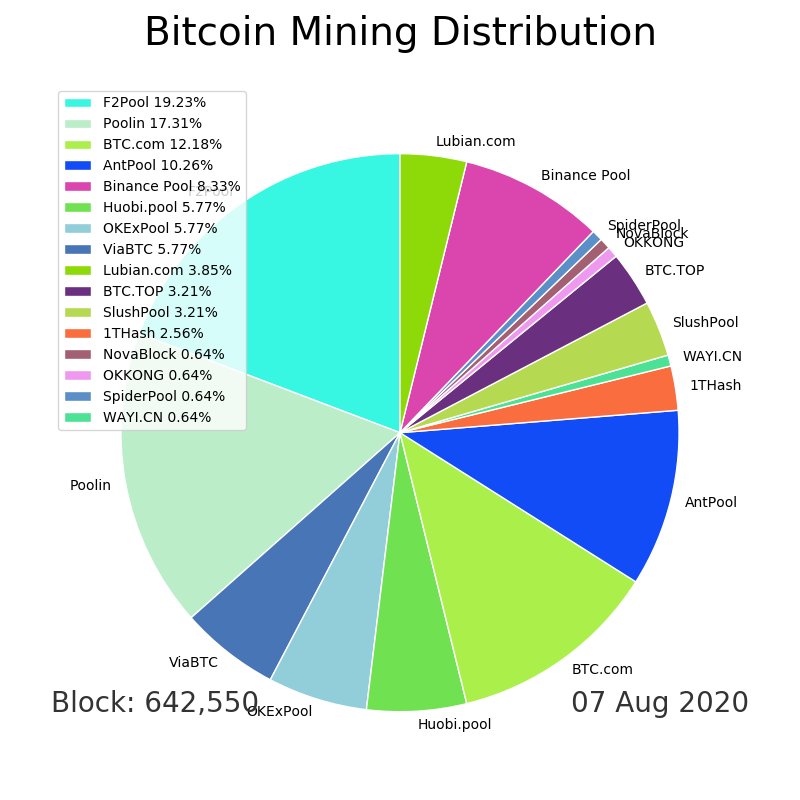 Bitcoin Mining Distribution
F2Pool 19.23%
Poolin 17.31%
BTC.com 12.18%
AntPool 10.26%
Binance Pool 8.33%
Huobi.pool 5.77%
OKExPool 5.77%
ViaBTC 5.77%
Lubian.com 3.85%
BTC.TOP 3.21%
SlushPool 3.21%
1THash 2.56%
NovaBlock 0.64%
OKKONG 0.64%
SpiderPool 0.64%
WAYI.CN 0.64%
F2Pool
Lubian.com
Binance Pool
SpiderPool
NovaBlock
OKKONG
BTC.TOP
SlushPool
WAYI.CN
1THash
AntPool
BTC.com
Huobi.pool
OKExPool
ViaBTC
Poolin
Block: 642,550
07 Aug 2020